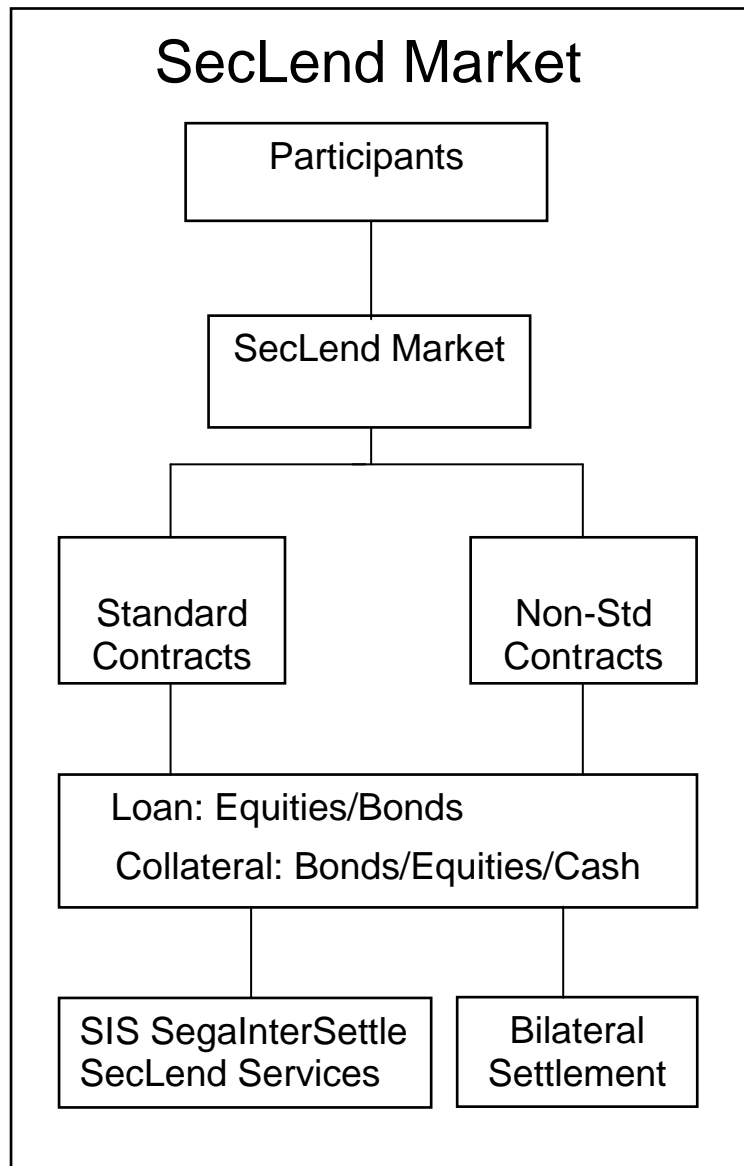 SecLend Market
Participants
SecLend Market
Standard
Contracts
Non-Std
Contracts
Loan: Equities/Bonds
Collateral: Bonds/Equities/Cash
SIS SegaInterSettle
SecLend Services
Bilateral
Settlement